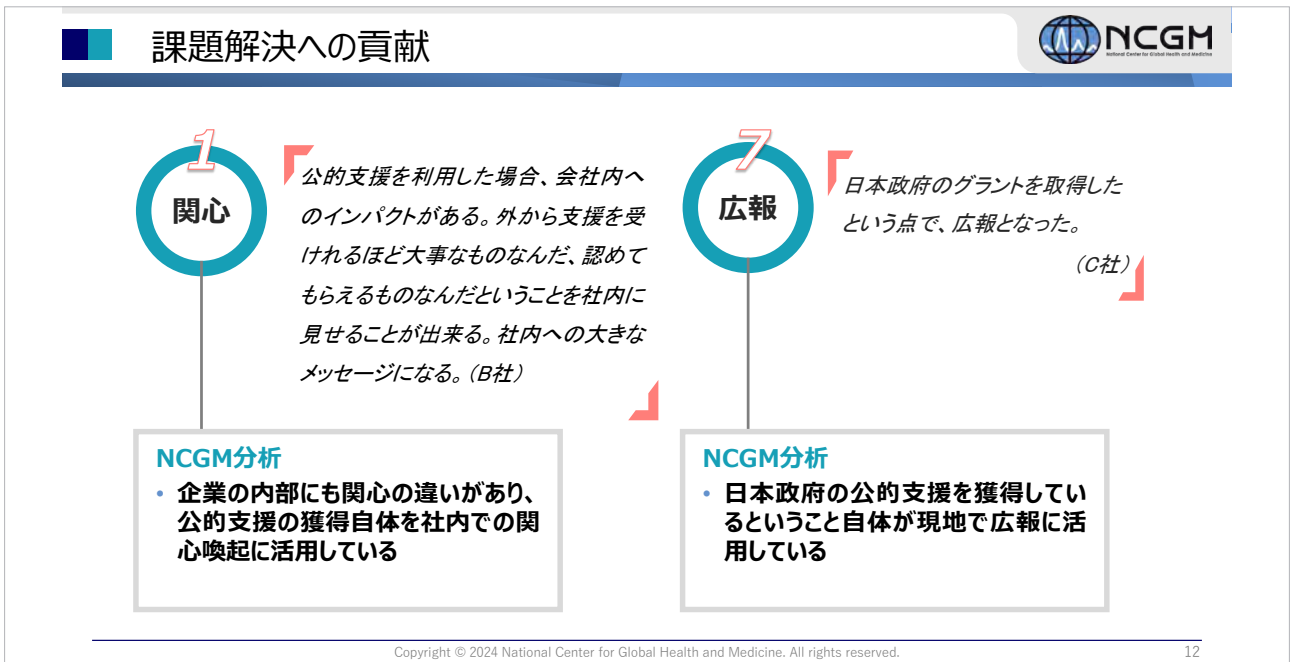 課題解決への貢献
NCGM
National Center for Global Health and Medicine
1
関心
公的支援を利用した場合、会社内へ
のインパクトがある。外から支援を受
けれるほど大事なものなんだ、認めて
もらえるものなんだということを社内に
見せることが出来る。社内への大きな
メッセージになる。（B社）
NCGM分析
• 企業の内部にも関心の違いがあり、
公的支援の獲得自体を社内での関
心喚起に活用している
7
広報
日本政府のグラントを取得した
という点で、広報となった。
（C社）
NCGM分析
• 日本政府の公的支援を獲得してい
るということ自体が現地で広報に活
用している
Copyright © 2024 National Center for Global Health and Medicine. All rights reserved.
12